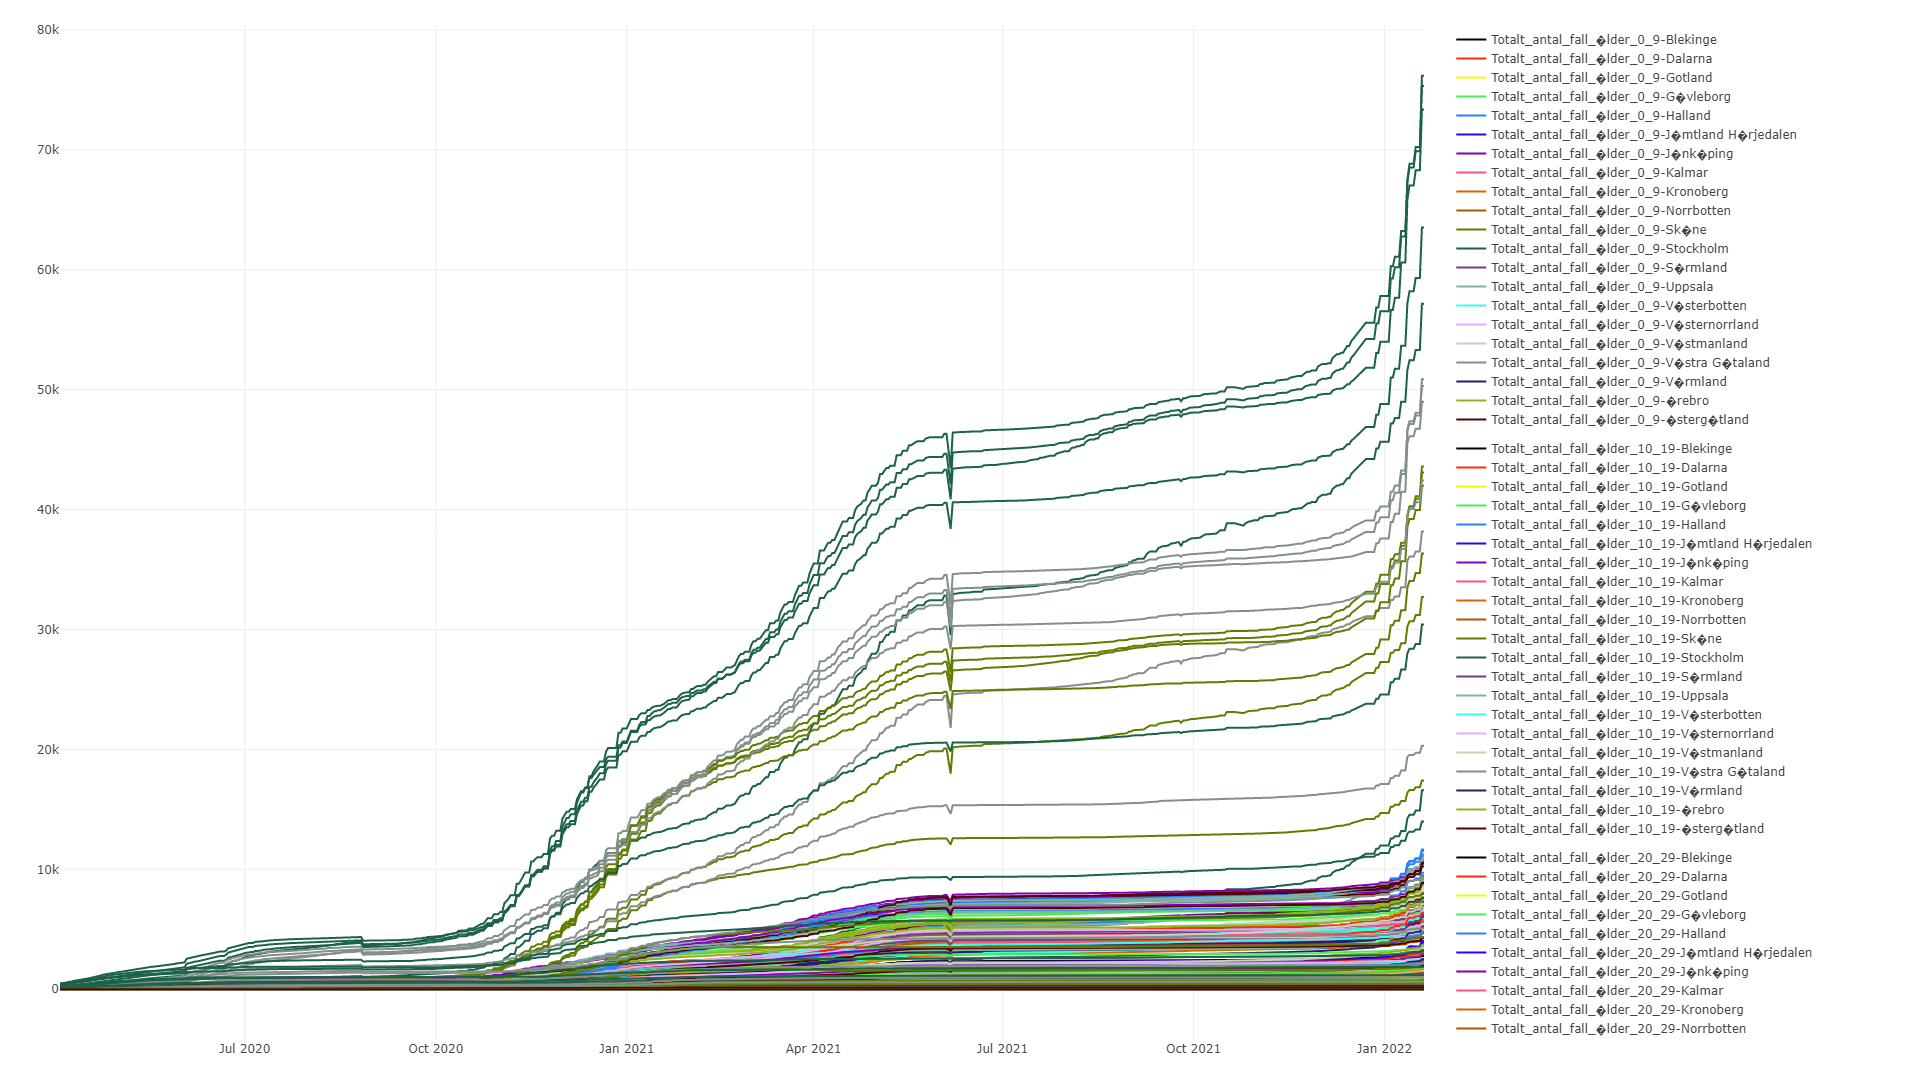 80k
70k
60k
50k
40k
30k
20k
10k
0
Jul 2020
Oct 2020
Jan 2021
Apr 2021
Jul 2021
Oct 2021
Jan 2022
Totalt_antal_fall_�lder_0_9-Blekinge
Totalt_antal_fall_�lder_0_9-Dalarna
Totalt_antal_fall_�lder_0_9-Gotland
Totalt_antal_fall_�lder_0_9-G�vleborg
Totalt_antal_fall_�lder_0_9-Halland
Totalt_antal_fall_�lder_0_9-J�mtland H�rjedalen
Totalt_antal_fall_�lder_0_9-J�nk�ping
Totalt_antal_fall_�lder_0_9-Kalmar
Totalt_antal_fall_�lder_0_9-Kronoberg
Totalt_antal_fall_�lder_0_9-Norrbotten
Totalt_antal_fall_�lder_0_9-Sk�ne
Totalt_antal_fall_�lder_0_9-Stockholm
Totalt_antal_fall_�lder_0_9-S�rmland
Totalt_antal_fall_�lder_0_9-Uppsala
Totalt_antal_fall_�lder_0_9-V�sterbotten
Totalt_antal_fall_�lder_0_9-V�sternorrland
Totalt_antal_fall_�lder_0_9-V�stmanland
Totalt_antal_fall_�lder_0_9-V�stra G�taland
Totalt_antal_fall_�lder_0_9-V�rmland
Totalt_antal_fall_�lder_0_9-�rebro
Totalt_antal_fall_�lder_0_9-�sterg�tland
Totalt_antal_fall_�lder_10_19-Blekinge
Totalt_antal_fall_�lder_10_19-Dalarna
Totalt_antal_fall_�lder_10_19-Gotland
Totalt_antal_fall_�lder_10_19-G�vleborg
Totalt_antal_fall_�lder_10_19-Halland
Totalt_antal_fall_�lder_10_19-J�mtland H�rjedalen
Totalt_antal_fall_�lder_10_19-J�nk�ping
Totalt_antal_fall_�lder_10_19-Kalmar
Totalt_antal_fall_�lder_10_19-Kronoberg
Totalt_antal_fall_�lder_10_19-Norrbotten
Totalt_antal_fall_�lder_10_19-Sk�ne
Totalt_antal_fall_�lder_10_19-Stockholm
Totalt_antal_fall_�lder_10_19-S�rmland
Totalt_antal_fall_�lder_10_19-Uppsala
Totalt_antal_fall_�lder_10_19-V�sterbotten
Totalt_antal_fall_�lder_10_19-V�sternorrland
Totalt_antal_fall_�lder_10_19-V�stmanland
Totalt_antal_fall_�lder_10_19-V�stra G�taland
Totalt_antal_fall_�lder_10_19-V�rmland
Totalt_antal_fall_�lder_10_19-�rebro
Totalt_antal_fall_�lder_10_19-�sterg�tland
Totalt_antal_fall_�lder_20_29-Blekinge
Totalt_antal_fall_�lder_20_29-Dalarna
Totalt_antal_fall_�lder_20_29-Gotland
Totalt_antal_fall_�lder_20_29-G�vleborg
Totalt_antal_fall_�lder_20_29-Halland
Totalt_antal_fall_�lder_20_29-J�mtland H�rjedalen
Totalt_antal_fall_�lder_20_29-J�nk�ping
Totalt_antal_fall_�lder_20_29-Kalmar
Totalt_antal_fall_�lder_20_29-Kronoberg
Totalt_antal_fall_�lder_20_29-Norrbotten